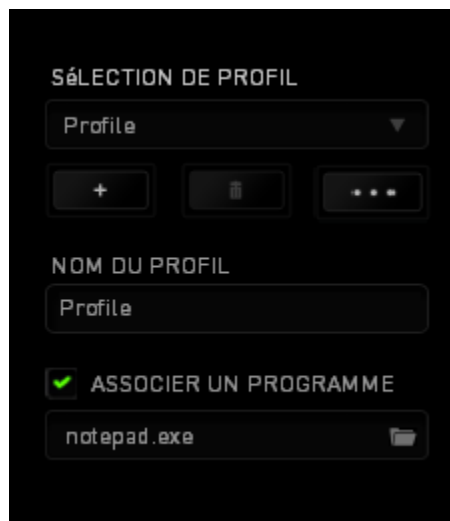 SéLECTION DE PROFIL
Profile
NOM DU PROFIL
Profile
ASSOCIER UN PROGRAMME
notepad.exe